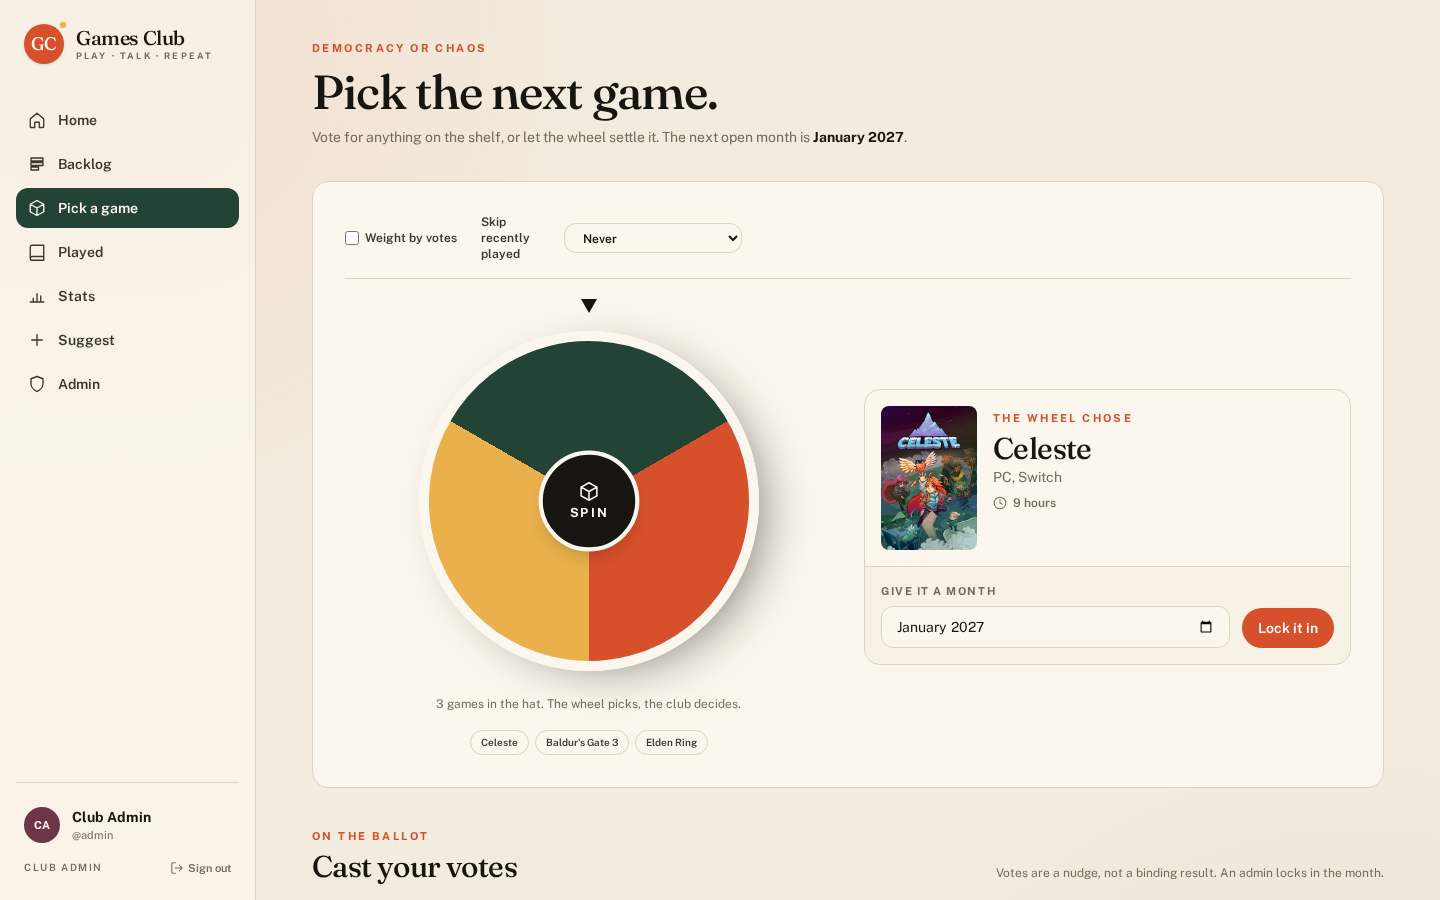 GC
Games Club
PLAY · TALK · REPEAT
Home
Backlog
Pick a game
Played
Stats
Suggest
Admin
CA
Club Admin
@admin
CLUB ADMIN
Sign out
DEMOCRACY OR CHAOS
Pick the next game.
Vote for anything on the shelf, or let the wheel settle it. The next open month is January 2027.
Weight by votes
Skip
recently
played
Never
SPIN
3 games in the hat. The wheel picks, the club decides.
Celeste
Baldur's Gate 3
Elden Ring
CELESTE
THE WHEEL CHOSE
Celeste
PC, Switch
9 hours
GIVE IT A MONTH
January 2027
Lock it in
ON THE BALLOT
Cast your votes
Votes are a nudge, not a binding result. An admin locks in the month.